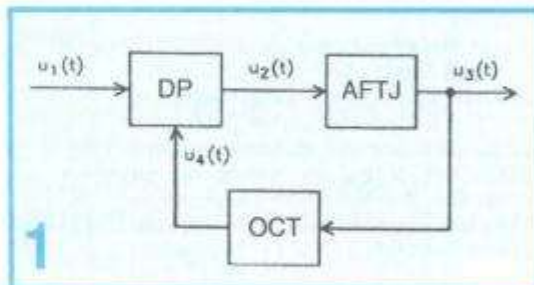 u₁(t)
DP
u₂(t)
AFTJ
u₃(t)
u₄(t)
OCT
1